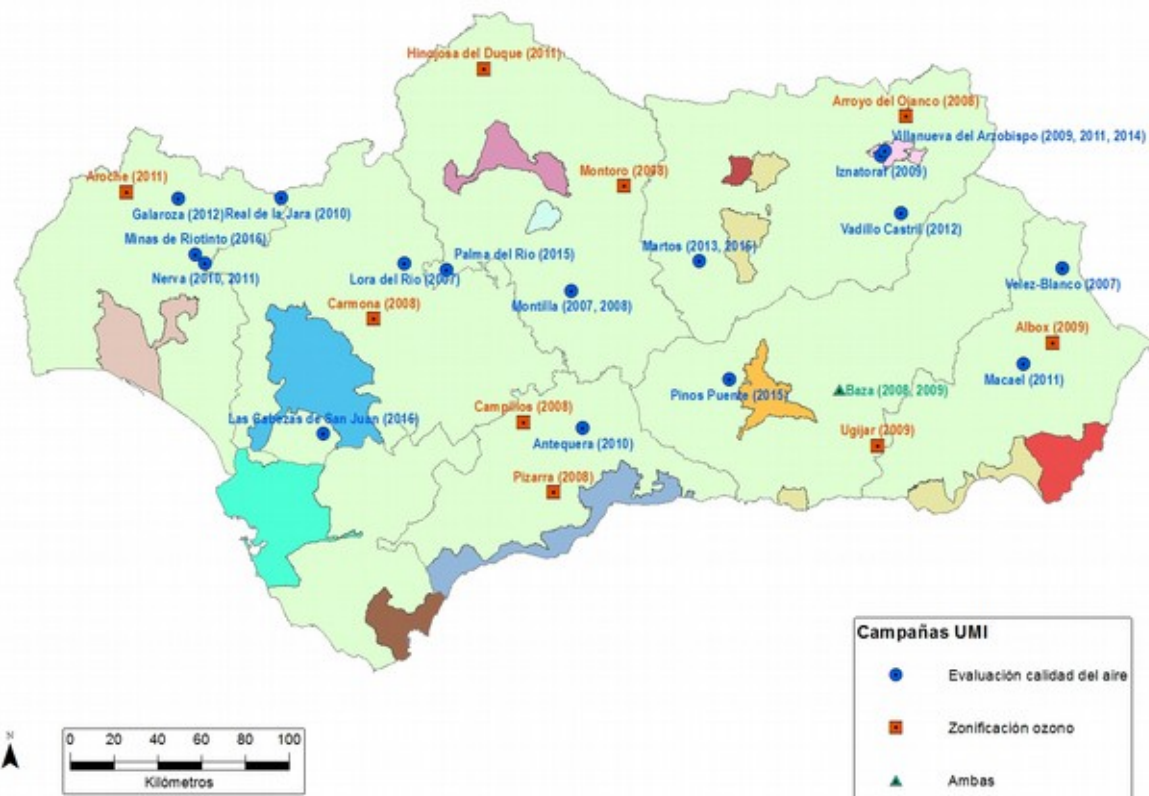 Hinojosa del Duque (2011)
Arroyo del Ojanco (2008)
Villanueva del Arzobispo (2009, 2011, 2014)
Iznatoraf (2009)
Aroche (2011)
Montoro (2008)
Galaroza (2012)
Real de la Jara (2010)
Vadillo Castril (2012)
Minas de Riotinto (2016)
Martos (2013, 2016)
Palma del Rio (2015)
Nerva (2010, 2011)
Lora del Rio (2007)
Velez-Blanco (2007)
Carmona (2008)
Montilla (2007, 2008)
Albox (2009)
Macael (2011)
Pinos Puente (2015)
Baza (2008, 2009)
Campillos (2008)
Las Cabezas de San Juan (2016)
Ugijar (2009)
Antequera (2010)
Pizarra (2008)
Campañas UMI
Evaluación calidad del aire
Zonificación ozono
Ambas
N
0 20 40 60 80 100
Kilómetros